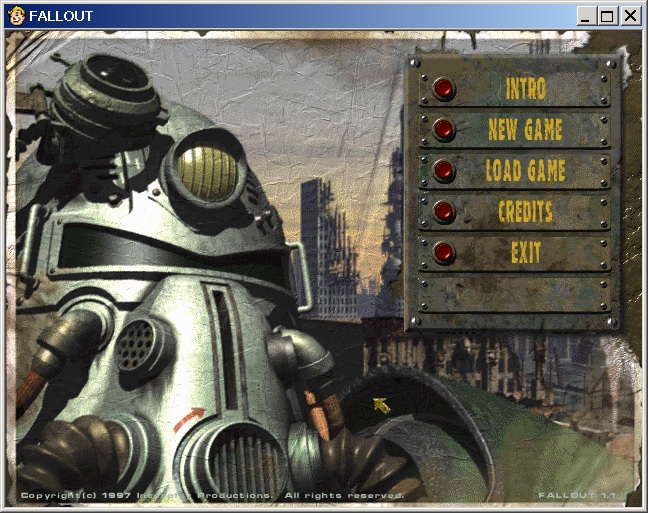 FALLOUT
INTRO
NEW GAME
LOAD GAME
CREDITS
EXIT
Copyright(c) 1997 Interplay Productions. All rights reserved.
FALLOUT 1.1